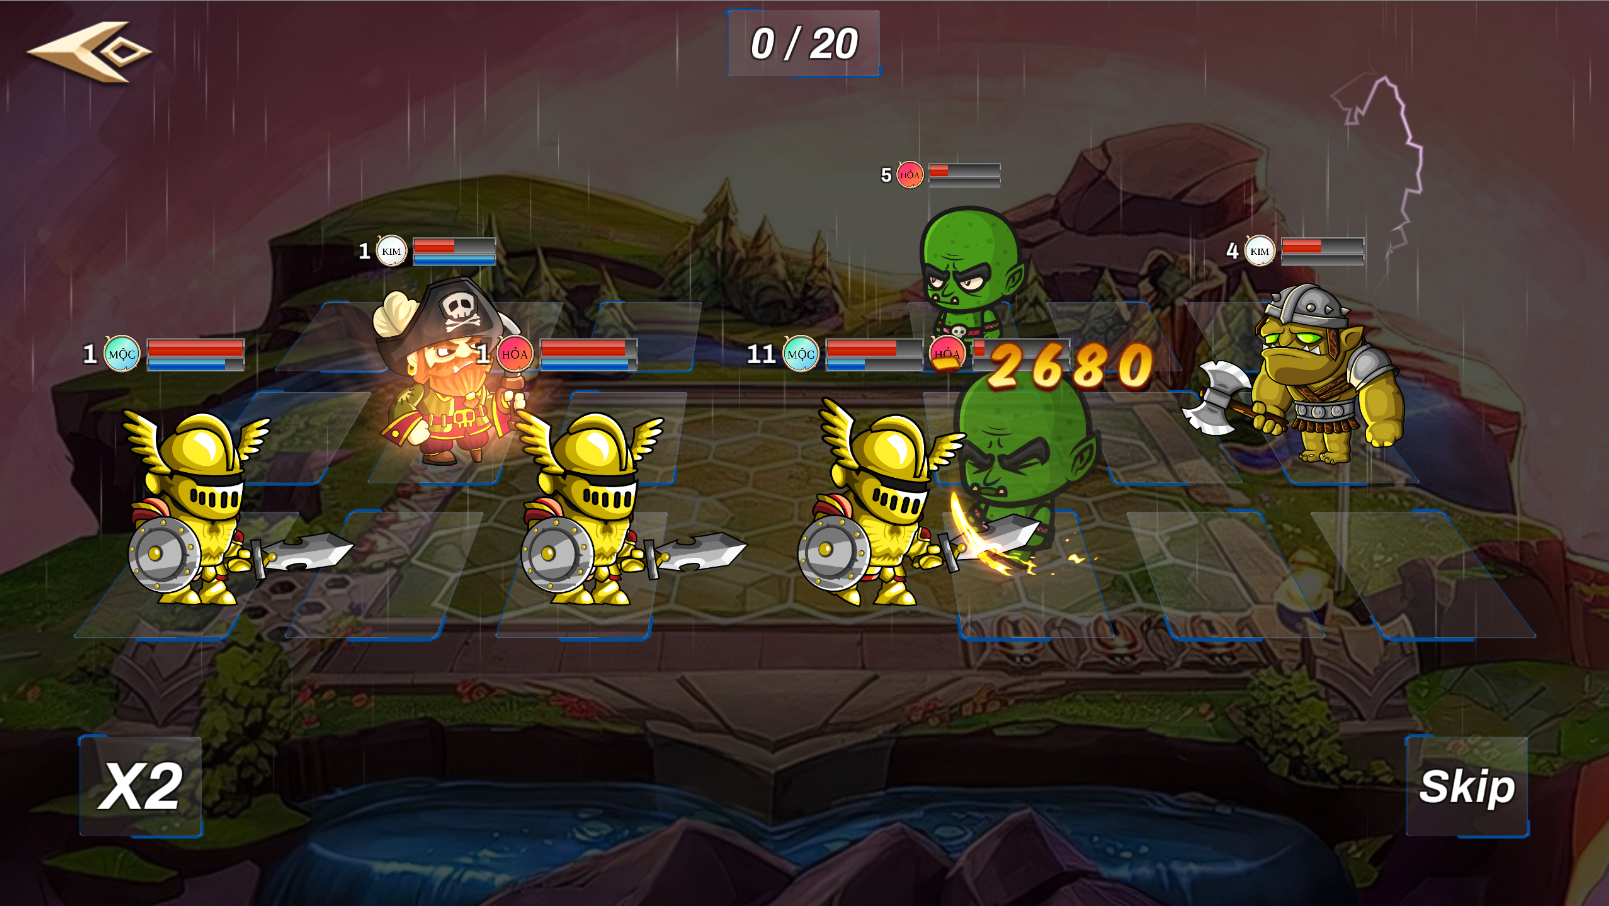 0 / 20
5 HỎA
1 KIM
4 KIM
1 MỘC
1 HỎA
11 MỘC
HỎA
-2680
X2
Skip